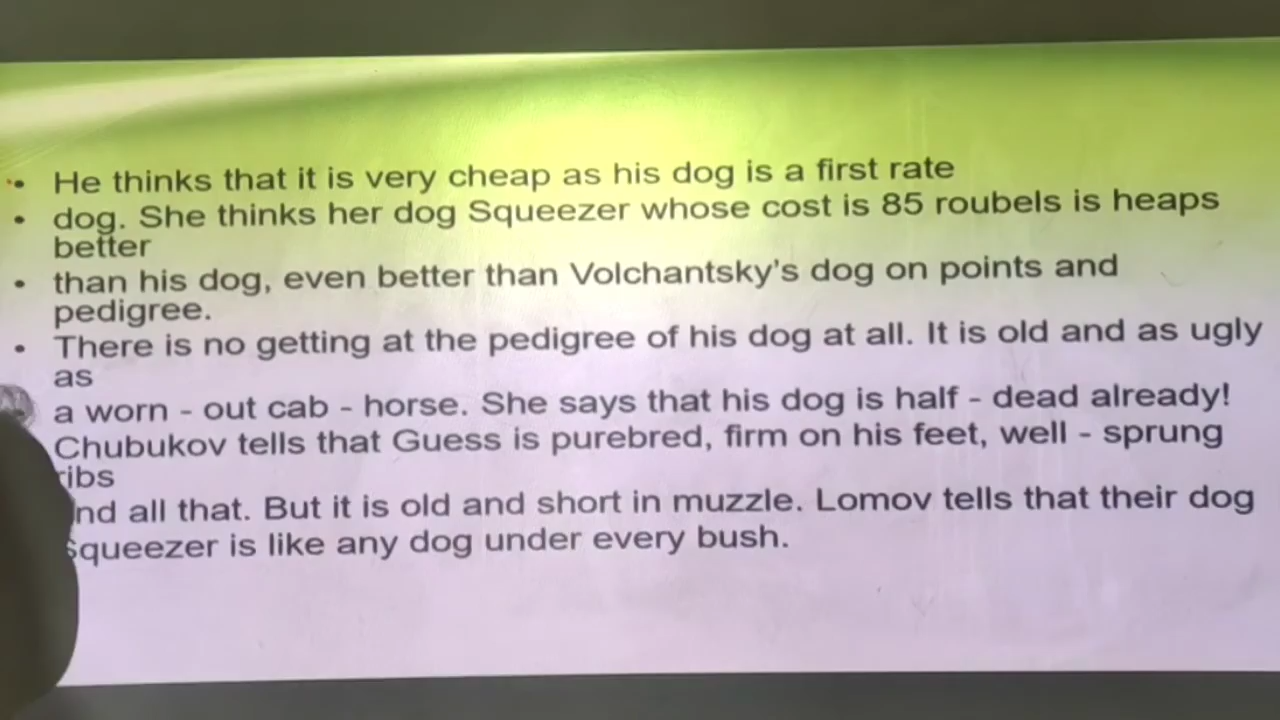 • He thinks that it is very cheap as his dog is a first rate
• dog. She thinks her dog Squeezer whose cost is 85 roubels is heaps
better
• than his dog, even better than Volchantsky's dog on points and
pedigree.
• There is no getting at the pedigree of his dog at all. It is old and as ugly
as
a worn - out cab - horse. She says that his dog is half - dead already!
Chubukov tells that Guess is purebred, firm on his feet, well - sprung
ribs
nd all that. But it is old and short in muzzle. Lomov tells that their dog
squeezer is like any dog under every bush.